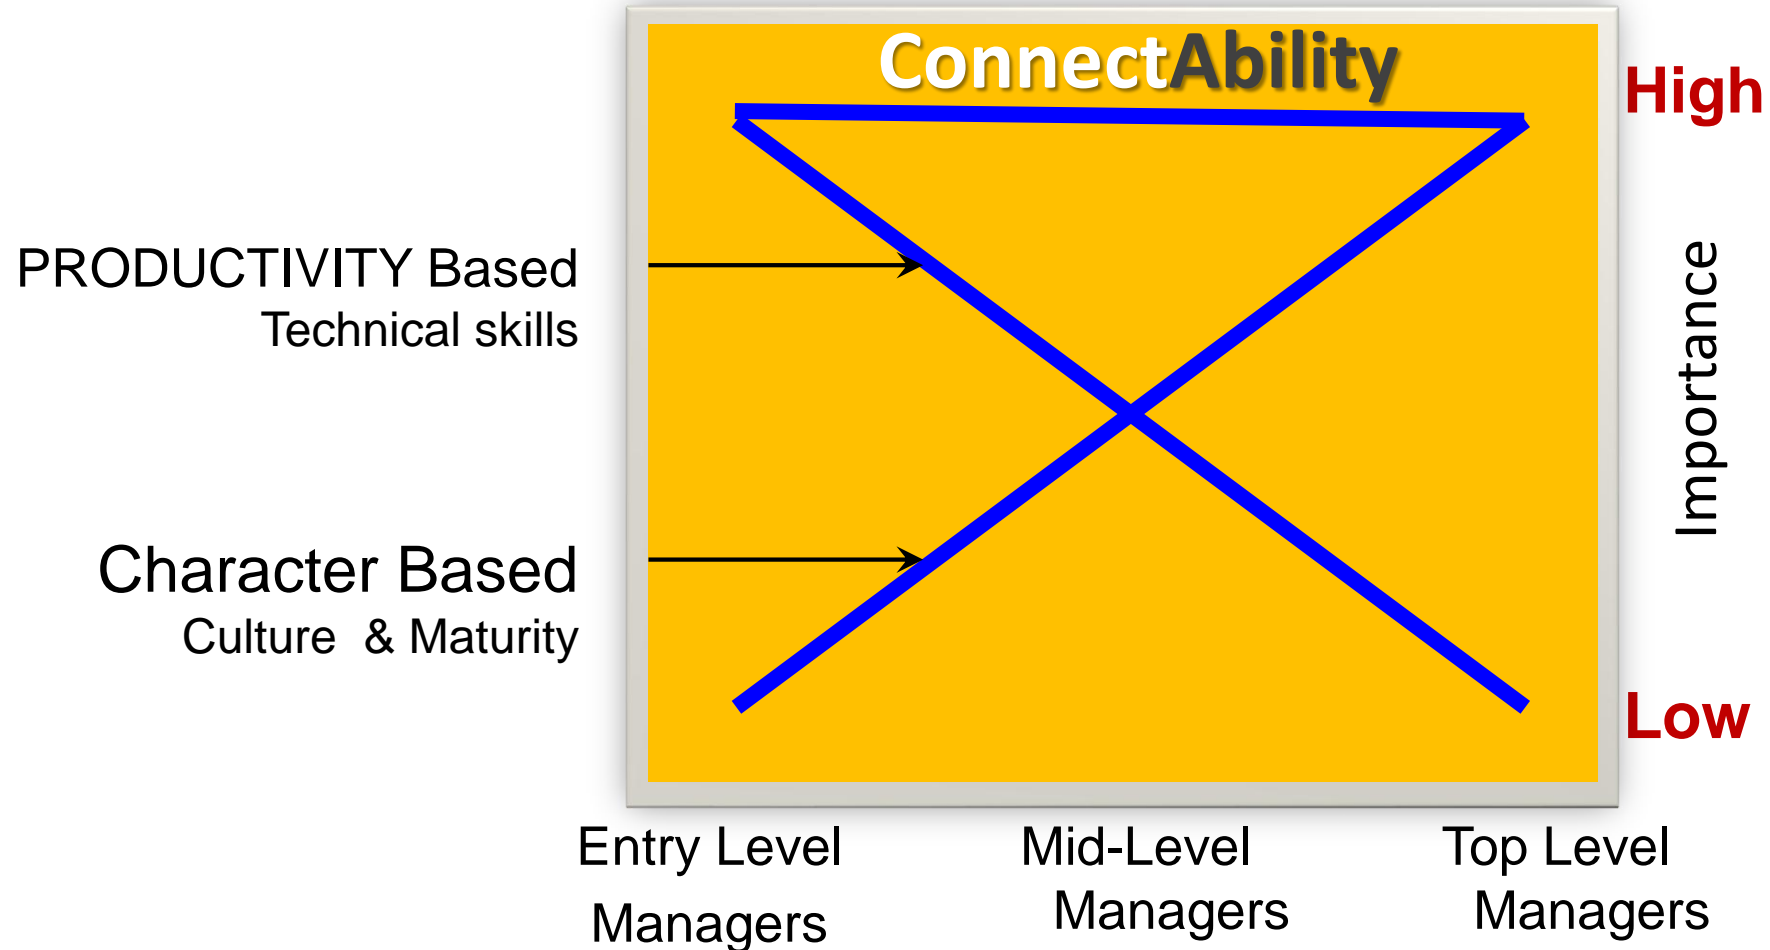 ConnectAbility
High
PRODUCTIVITY Based
Technical skills
Importance
Character Based
Culture & Maturity
Low
Entry Level
Managers
Mid-Level
Managers
Top Level
Managers